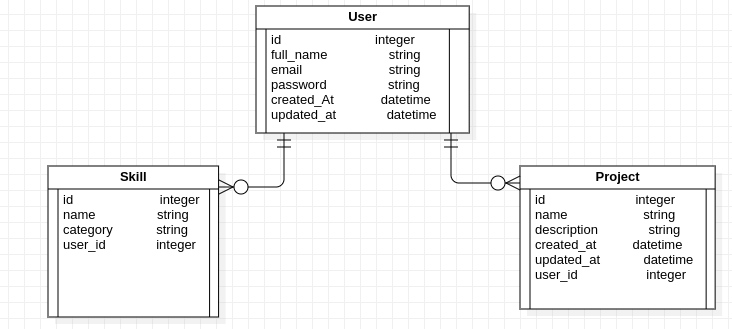 User
id integer
full_name string
email string
password string
created_At datetime
updated_at datetime
Skill
id integer
name string
category string
user_id integer
Project
id integer
name string
description string
created_at datetime
updated_at datetime
user_id integer